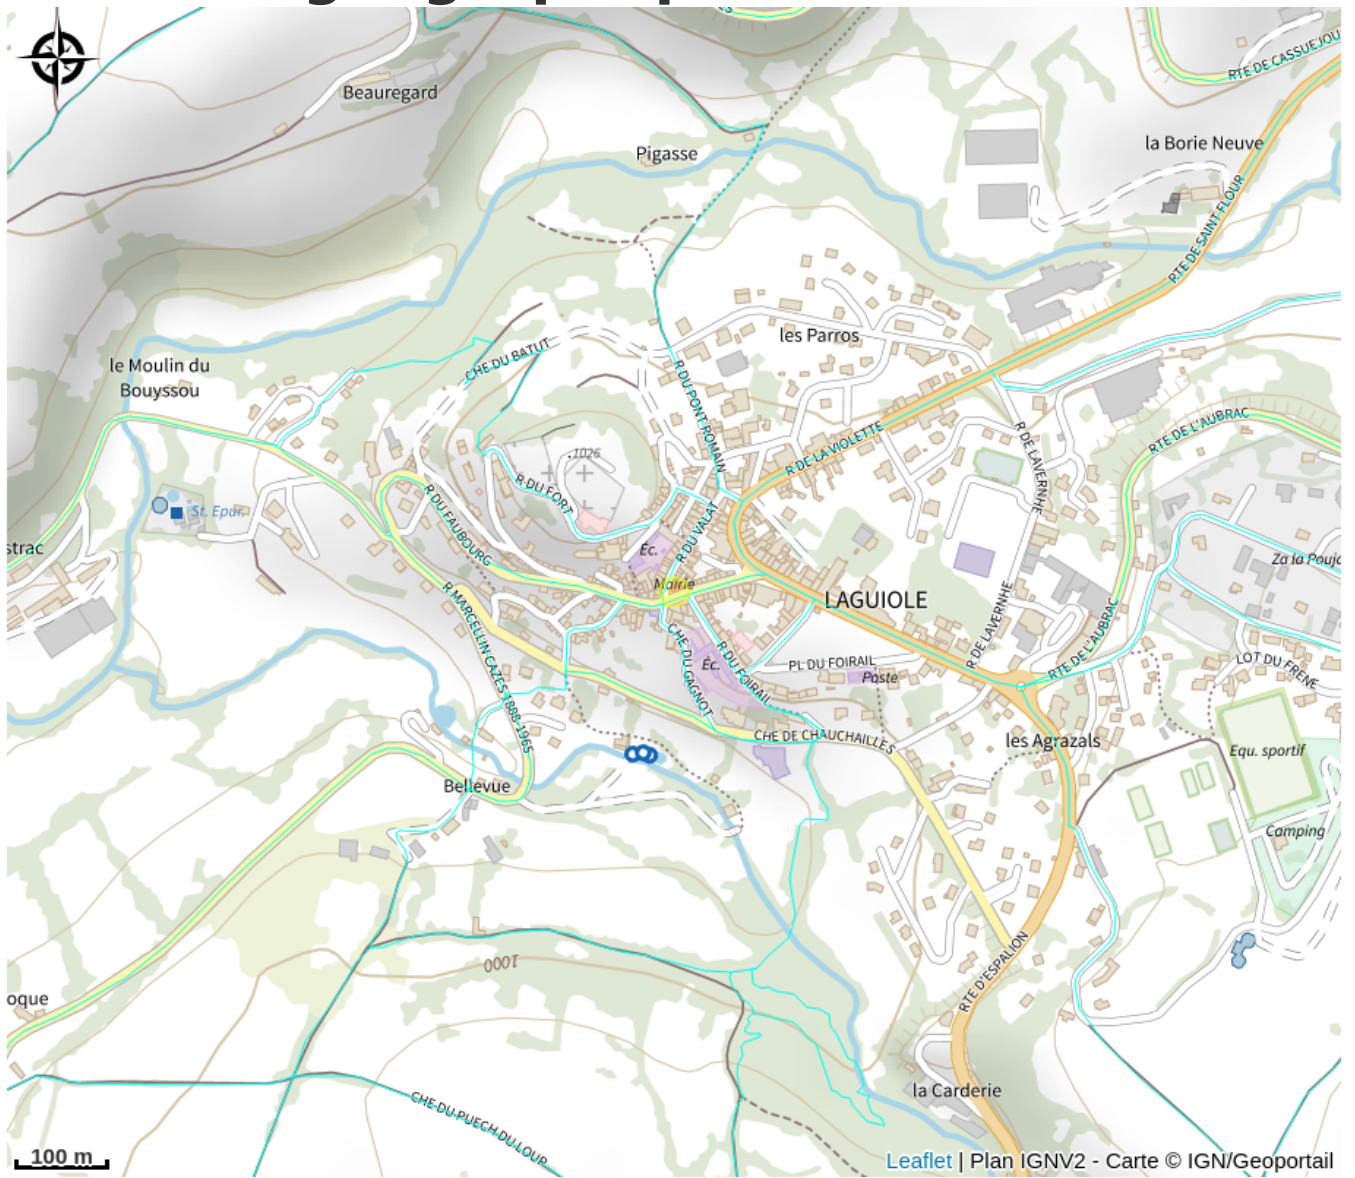 RTE DE CASSUEJOU
Beauregard
la Borie Neuve
Pigasse
RTE DE SAINT-FLOUR
les Parros
CHE DU BATUT
le Moulin du
Bouyssou
R DU PONT ROMAIN
RTE DE L'AUBRAC
R DE LA VIOLETTE
R DE LAVERNHE
.1026
R DU FORT
R DU FAUBOURG
St. Epur.
R DU VALAT
Éc.
strac
Za la Poujo
Mairie
R MARCELLIN CAZES 1888-1965
LAGUIOLE
R DE LAVERNHE
RTE DE L'AUBRAC
CHE DU GAGNOT
R DU FOIRAIL
Éc.
PL DU FOIRAIL
Poste
LOT DU FRENE
CHE DE CHAUCHAILLES
les Agrazals
Equ. sportif
Bellevue
Camping
1000
RTE D'ESPALION
oque
la Carderie
CHE DU PUECH DU LOUP
100 m
Leaflet | Plan IGNV2 - Carte © IGN/Geoportail